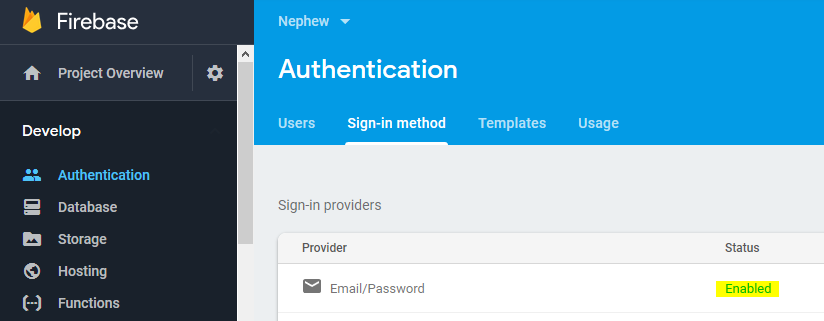 Firebase
Project Overview
Develop
Authentication
Database
Storage
Hosting
Functions
Nephew
Authentication
Users Sign-in method Templates Usage
Sign-in providers
Provider Status
Email/Password Enabled